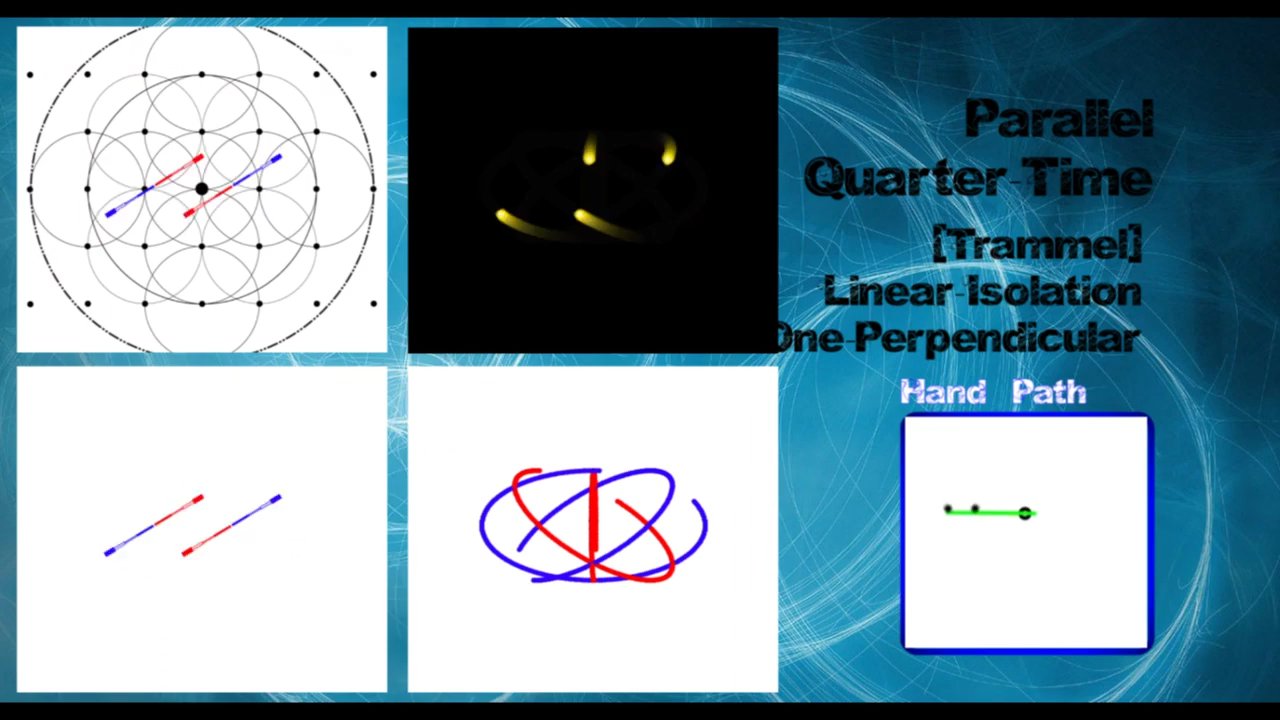 Parallel
Quarter-Time
[Trammel]
Linear-Isolation
One-Perpendicular
Hand Path